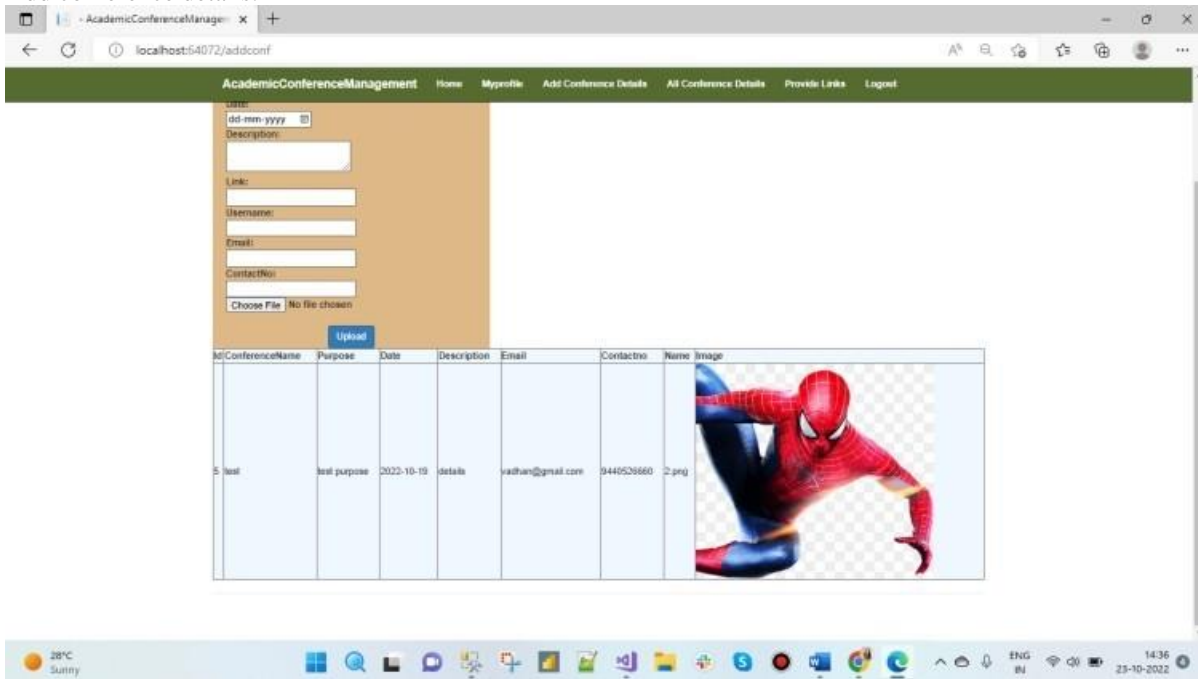 - AcademicConferenceManager
localhost:64072/addconf
AcademicConferenceManagement Home Myprofile Add Conference Details All Conference Details Provide Links Logout
Date:
dd-mm-yyyy
Description:
Link:
Username:
Email:
ContactNo:
Choose File No file chosen
Upload
Id ConferenceName Purpose Date Description Email Contactno Name Image
5 test test purpose 2022-10-19 details vadhan@gmail.com 9440526660 2.png
28°C
Sunny
ENG
IN
14:36
23-10-2022